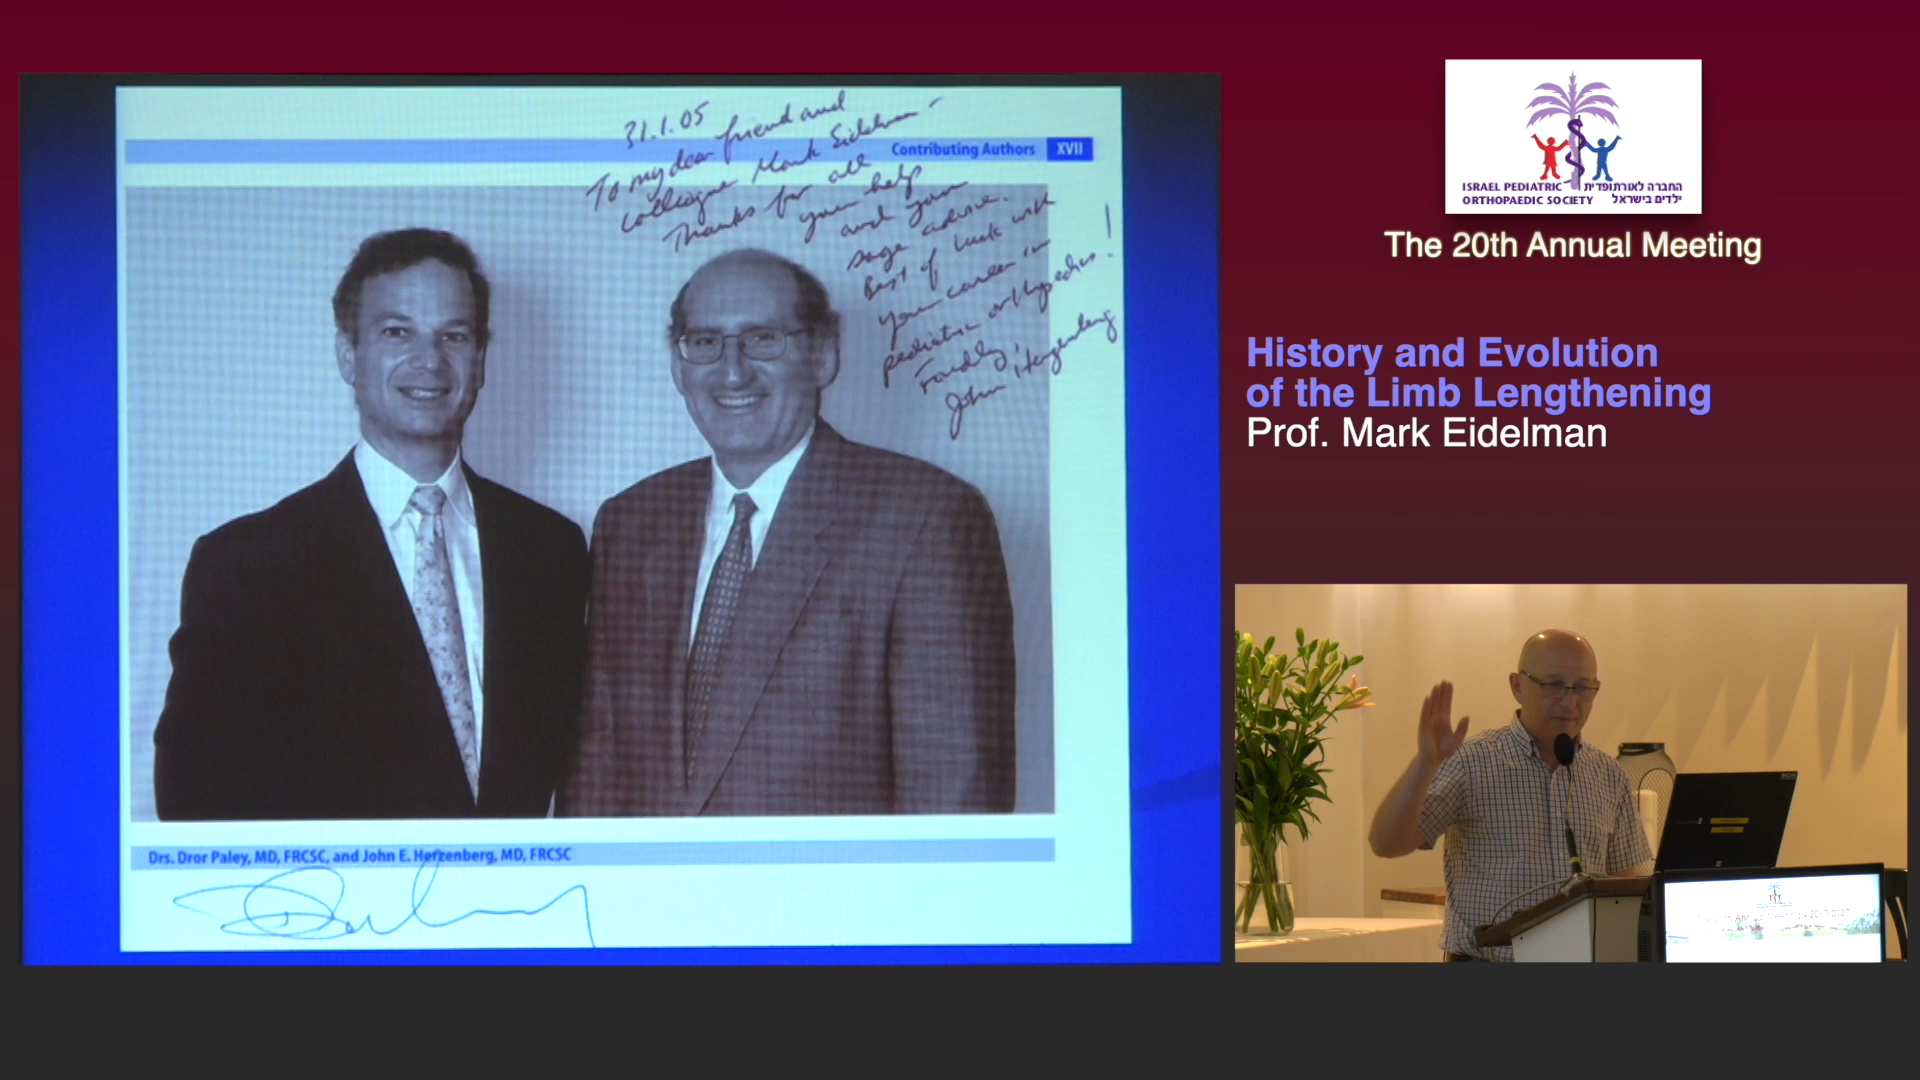 31.1.05
To my dear friend and
colleague Mark Eidelman -
Thanks for all
your help
and your
sage advice.
Best of luck with
your career in
pediatric orthopedics!
Fondly,
John Herzenberg
Contributing Authors XVII
Drs. Dror Paley, MD, FRCSC, and John E. Herzenberg, MD, FRCSC
ISRAEL PEDIATRIC
ORTHOPAEDIC SOCIETY
החברה לאורתופדית
ילדים בישראל
The 20th Annual Meeting
History and Evolution
of the Limb Lengthening
Prof. Mark Eidelman
Annual Meeting